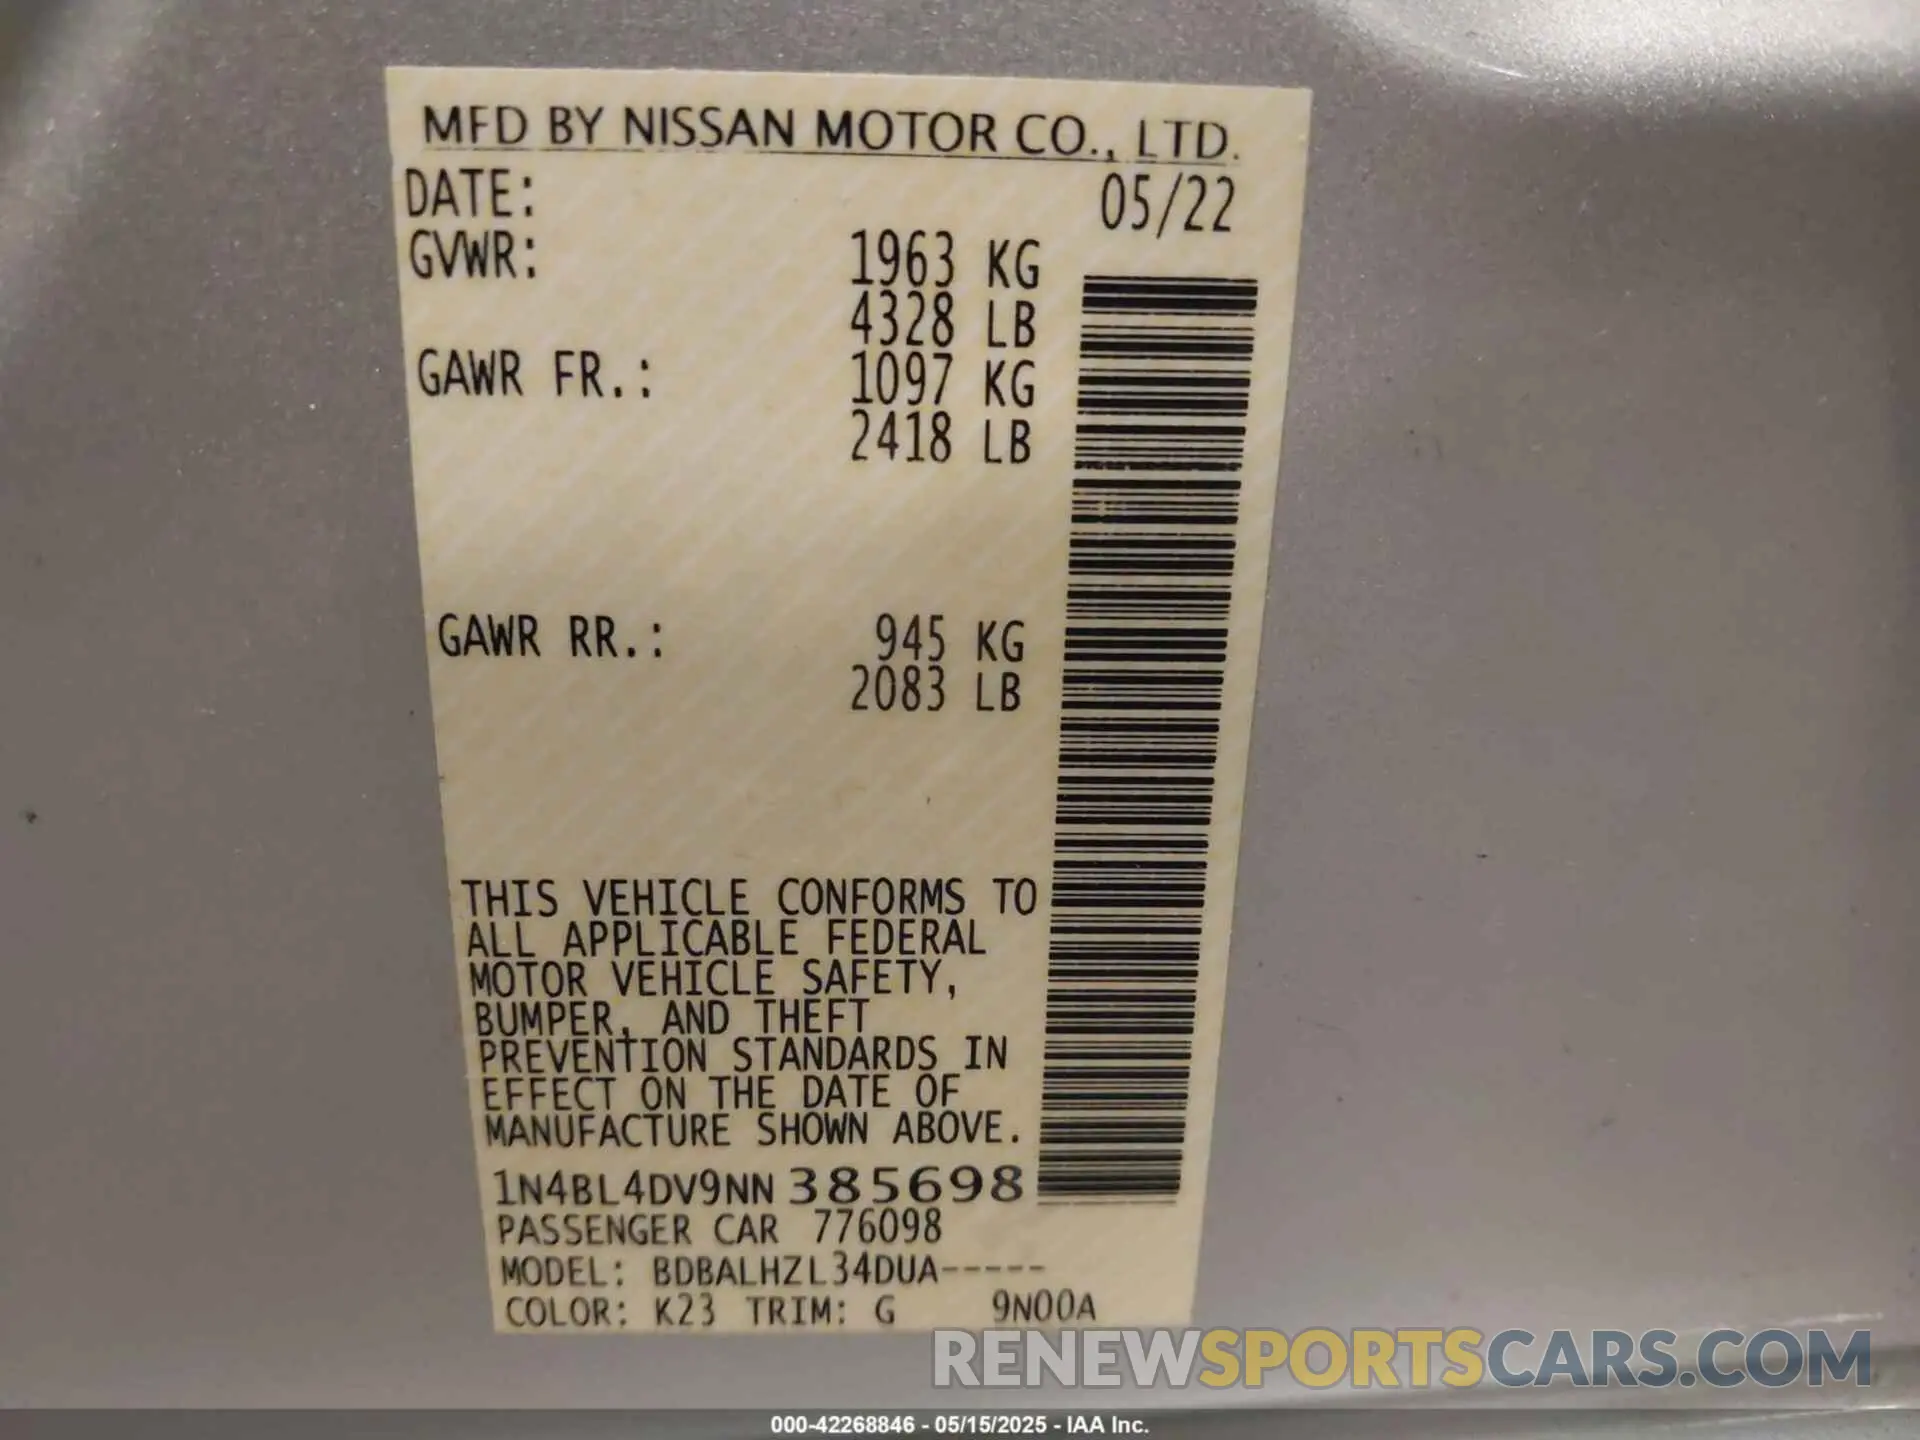 MFD BY NISSAN MOTOR CO., LTD.
DATE: 05/22
GVWR: 1963 KG
4328 LB
GAWR FR.: 1097 KG
2418 LB
GAWR RR.: 945 KG
2083 LB
THIS VEHICLE CONFORMS TO
ALL APPLICABLE FEDERAL
MOTOR VEHICLE SAFETY,
BUMPER, AND THEFT
PREVENTION STANDARDS IN
EFFECT ON THE DATE OF
MANUFACTURE SHOWN ABOVE.
1N4BL4DV9NN385698
PASSENGER CAR 776098
MODEL: BDBALHZL34DUA-----
COLOR: K23 TRIM: G 9N00A
RENEWSPORTSCARS.COM
000-42268846 - 05/15/2025 - IAA Inc.